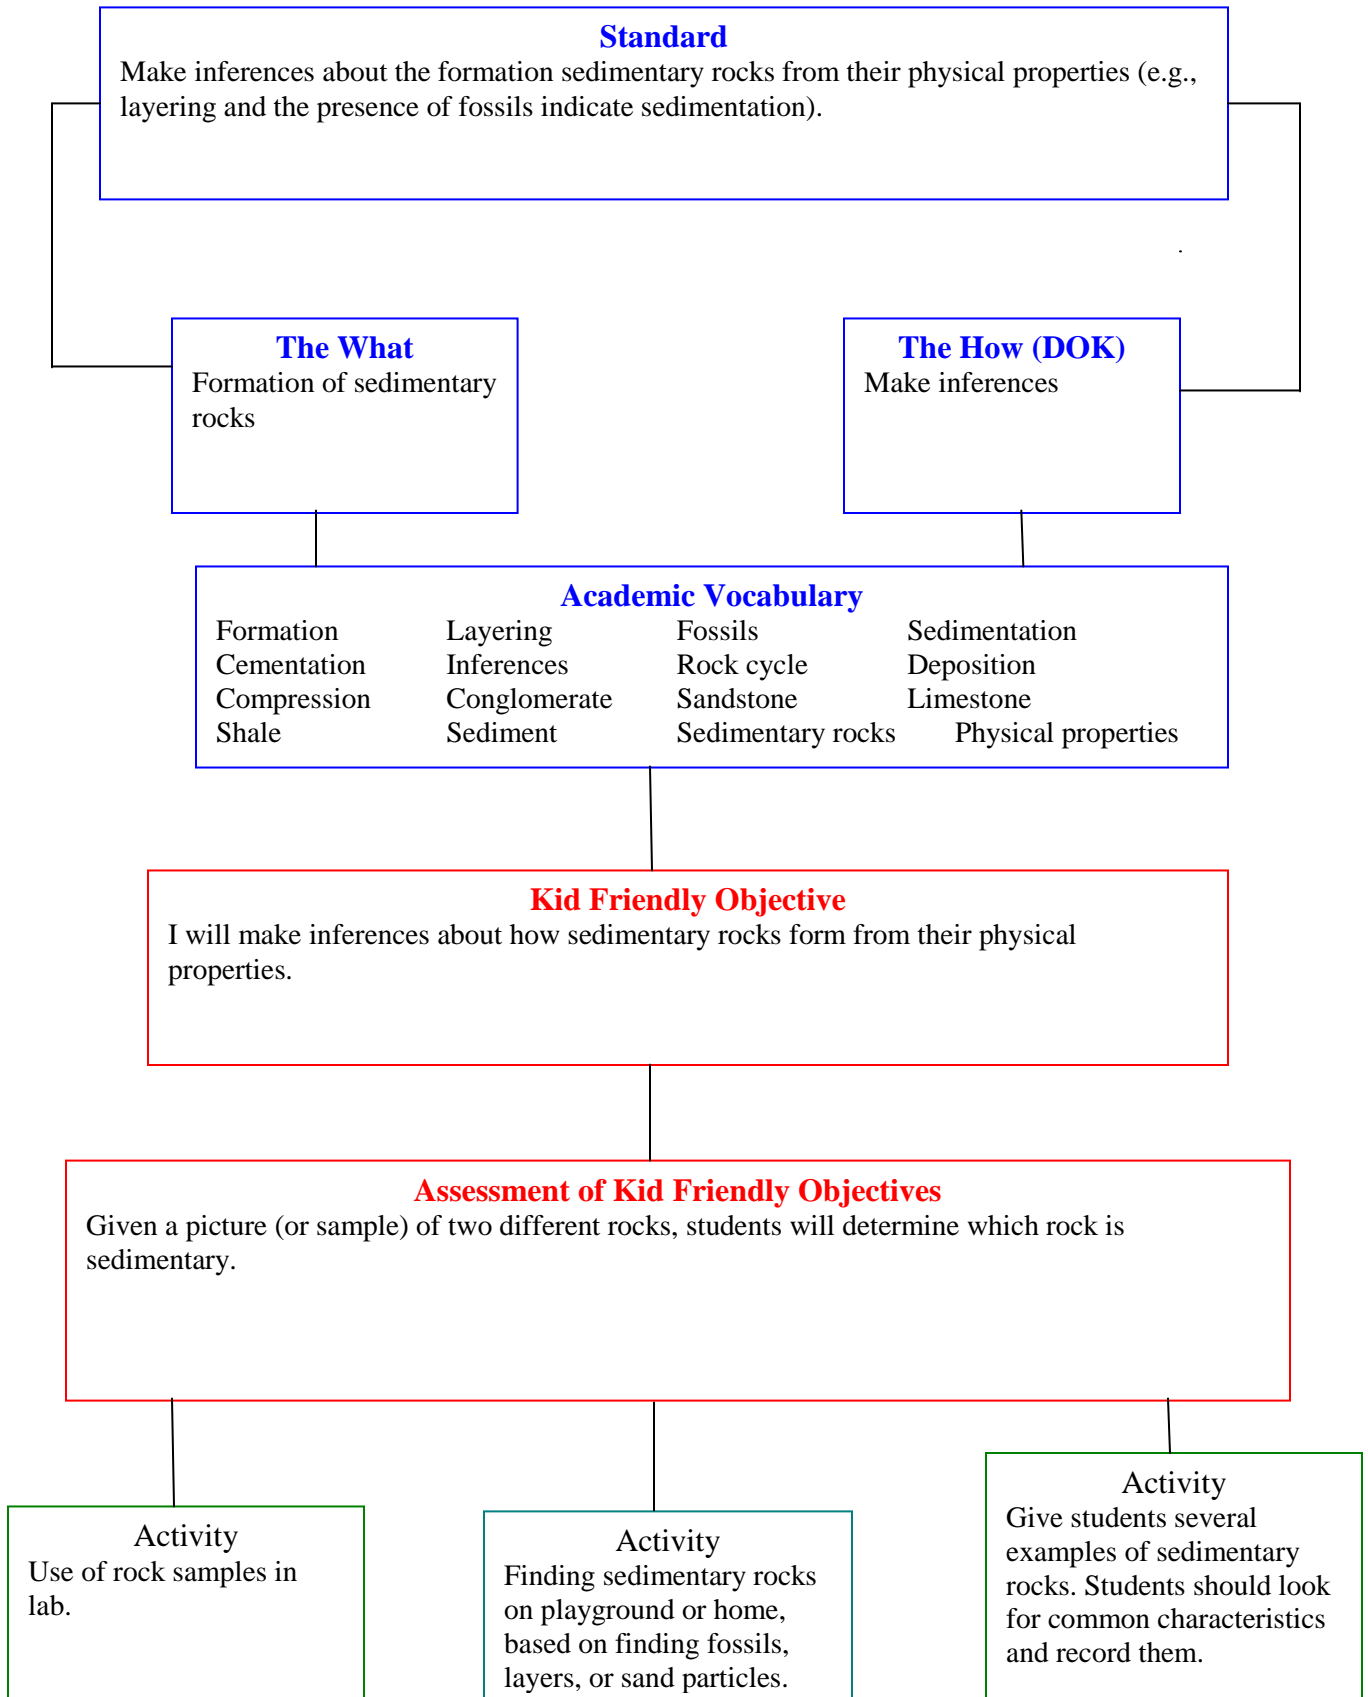 Standard
Make inferences about the formation sedimentary rocks from their physical properties (e.g.,
layering and the presence of fossils indicate sedimentation).
.
The What
Formation of sedimentary
rocks
The How (DOK)
Make inferences
Academic Vocabulary
Formation Layering Fossils Sedimentation
Cementation Inferences Rock cycle Deposition
Compression Conglomerate Sandstone Limestone
Shale Sediment Sedimentary rocks Physical properties
Kid Friendly Objective
I will make inferences about how sedimentary rocks form from their physical
properties.
Assessment of Kid Friendly Objectives
Given a picture (or sample) of two different rocks, students will determine which rock is
sedimentary.
Activity
Use of rock samples in
lab.
Activity
Finding sedimentary rocks
on playground or home,
based on finding fossils,
layers, or sand particles.
Activity
Give students several
examples of sedimentary
rocks. Students should look
for common characteristics
and record them.